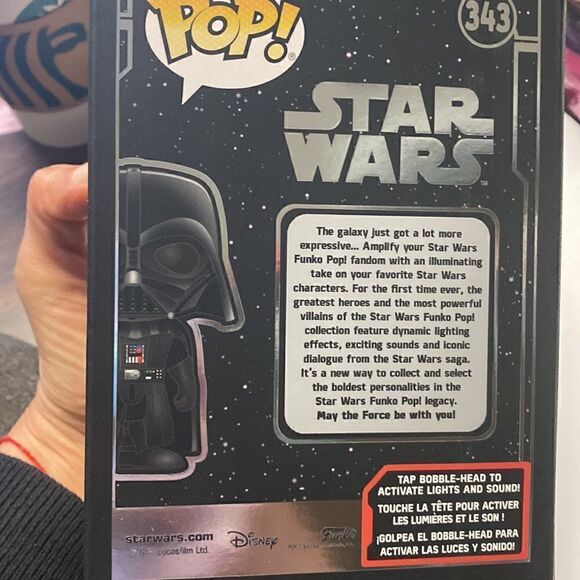 POP!
343
STAR
WARS
The galaxy just got a lot more
expressive... Amplify your Star Wars
Funko Pop! fandom with an illuminating
take on your favorite Star Wars
characters. For the first time ever, the
greatest heroes and the most powerful
villains of the Star Wars Funko Pop!
collection feature dynamic lighting
effects, exciting sounds and iconic
dialogue from the Star Wars saga.
It's a new way to collect and select
the boldest personalities in the
Star Wars Funko Pop! legacy.
May the Force be with you!
TAP BOBBLE-HEAD TO
ACTIVATE LIGHTS AND SOUND!
TOUCHE LA TÊTE POUR ACTIVER
LES LUMIÈRES ET LE SON !
¡GOLPEA EL BOBBLE-HEAD PARA
ACTIVAR LAS LUCES Y SONIDO!
starwars.com
Lucasfilm Ltd.
Disney
Funko